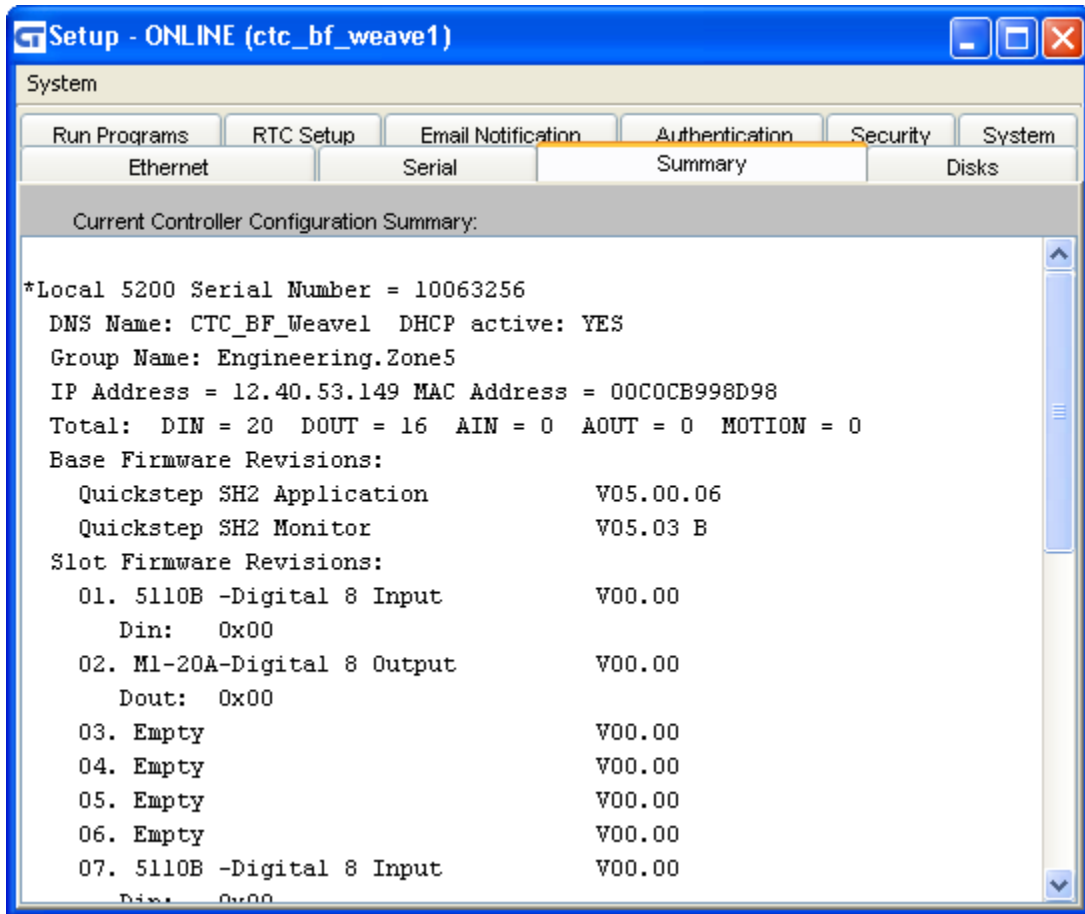 CT Setup - ONLINE (ctc_bf_weave1)
System
Run Programs RTC Setup Email Notification Authentication Security System
Ethernet Serial Summary Disks
Current Controller Configuration Summary:
*Local 5200 Serial Number = 10063256
DNS Name: CTC_BF_Weave1 DHCP active: YES
Group Name: Engineering.Zone5
IP Address = 12.40.53.149 MAC Address = 00C0CB998D98
Total: DIN = 20 DOUT = 16 AIN = 0 AOUT = 0 MOTION = 0
Base Firmware Revisions:
Quickstep SH2 Application V05.00.06
Quickstep SH2 Monitor V05.03 B
Slot Firmware Revisions:
01. 5110B -Digital 8 Input V00.00
Din: 0x00
02. M1-20A-Digital 8 Output V00.00
Dout: 0x00
03. Empty V00.00
04. Empty V00.00
05. Empty V00.00
06. Empty V00.00
07. 5110B -Digital 8 Input V00.00
Din: 0x00